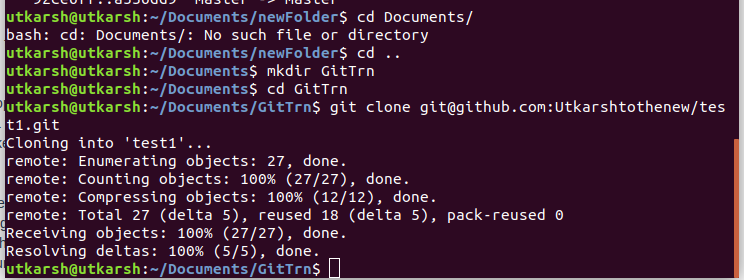 utkarsh@utkarsh:~/Documents/newFolder$ cd Documents/
bash: cd: Documents/: No such file or directory
utkarsh@utkarsh:~/Documents/newFolder$ cd ..
utkarsh@utkarsh:~/Documents$ mkdir GitTrn
utkarsh@utkarsh:~/Documents$ cd GitTrn
utkarsh@utkarsh:~/Documents/GitTrn$ git clone git@github.com:Utkarshtothenew/tes
t1.git
Cloning into 'test1'...
remote: Enumerating objects: 27, done.
remote: Counting objects: 100% (27/27), done.
remote: Compressing objects: 100% (12/12), done.
remote: Total 27 (delta 5), reused 18 (delta 5), pack-reused 0
Receiving objects: 100% (27/27), done.
Resolving deltas: 100% (5/5), done.
utkarsh@utkarsh:~/Documents/GitTrn$